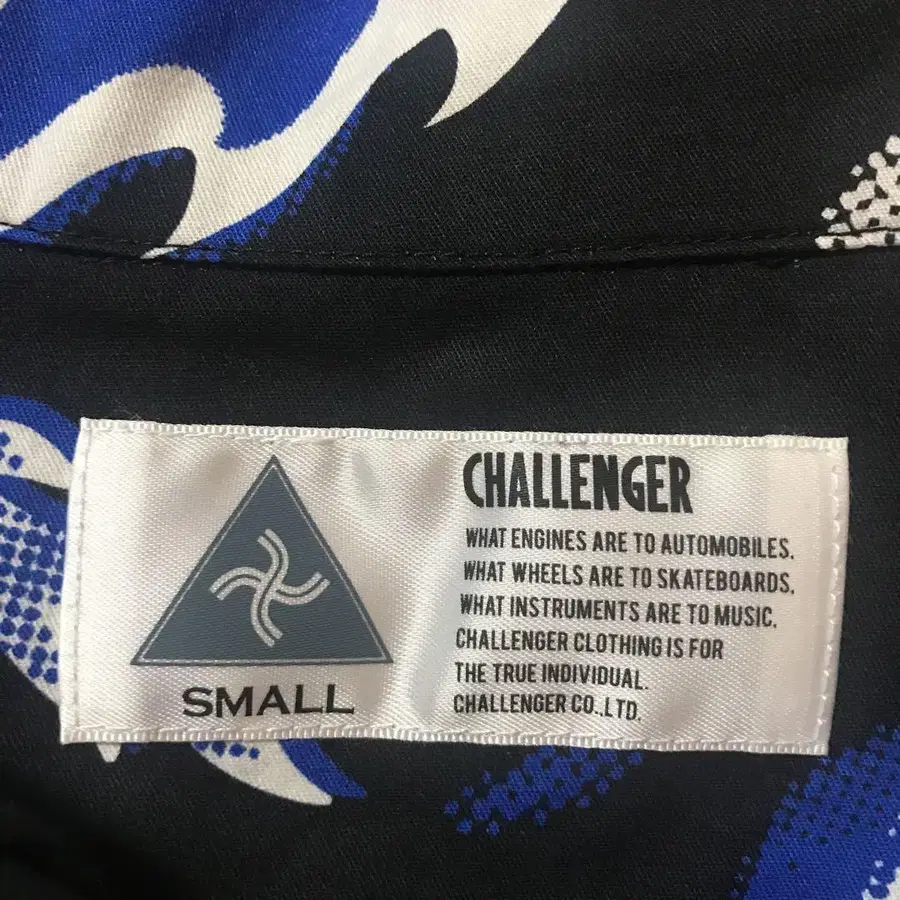 SMALL
CHALLENGER
WHAT ENGINES ARE TO AUTOMOBILES.
WHAT WHEELS ARE TO SKATEBOARDS,
WHAT INSTRUMENTS ARE TO MUSIC,
CHALLENGER CLOTHING IS FOR
THE TRUE INDIVIDUAL.
CHALLENGER CO.,LTD.